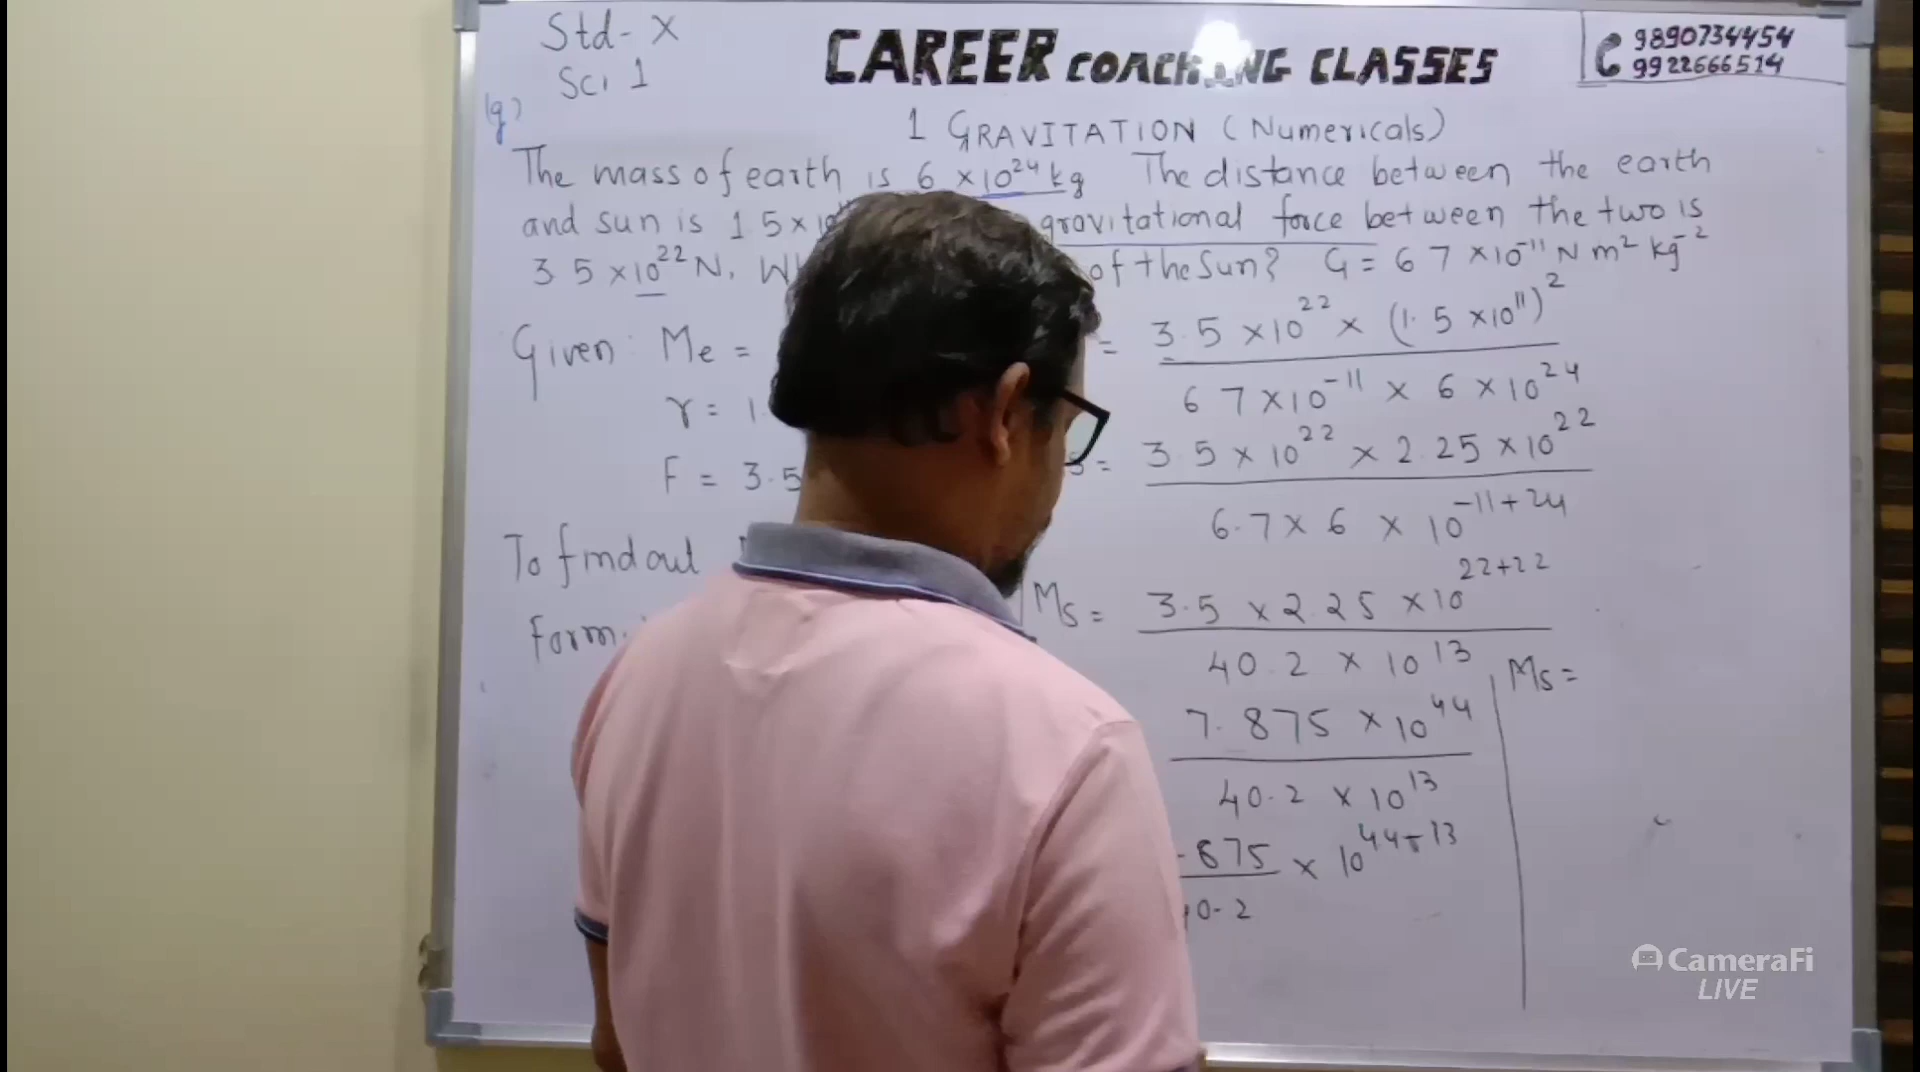 Std- X
Sci 1
CAREER COACHING CLASSES
9890734454
9922666514
(g)
1 GRAVITATION (Numericals)
The mass of earth is 6 ×10²⁴ kg The distance between the earth
and sun is 1 5×10 gravitational force between the two is
3 5×10²² N, of the Sun? G = 6 7 ×10⁻¹¹ N m² kg⁻²
Given: Me =
r = 1.
F = 3.5
To find out
Form
= 3.5 ×10²² × (1.5 ×10¹¹)²
6 7×10⁻¹¹ × 6 ×10²⁴
= 3.5 ×10²² × 2.25 ×10²²
6.7× 6 × 10⁻¹¹⁺²⁴
Ms = 3.5 ×2.25 ×10²²⁺²²
40.2 × 10¹³
7.875 ×10⁴⁴
40.2 ×10¹³
.875 × 10⁴⁴⁻¹³
0.2
Ms =
CameraFi
LIVE